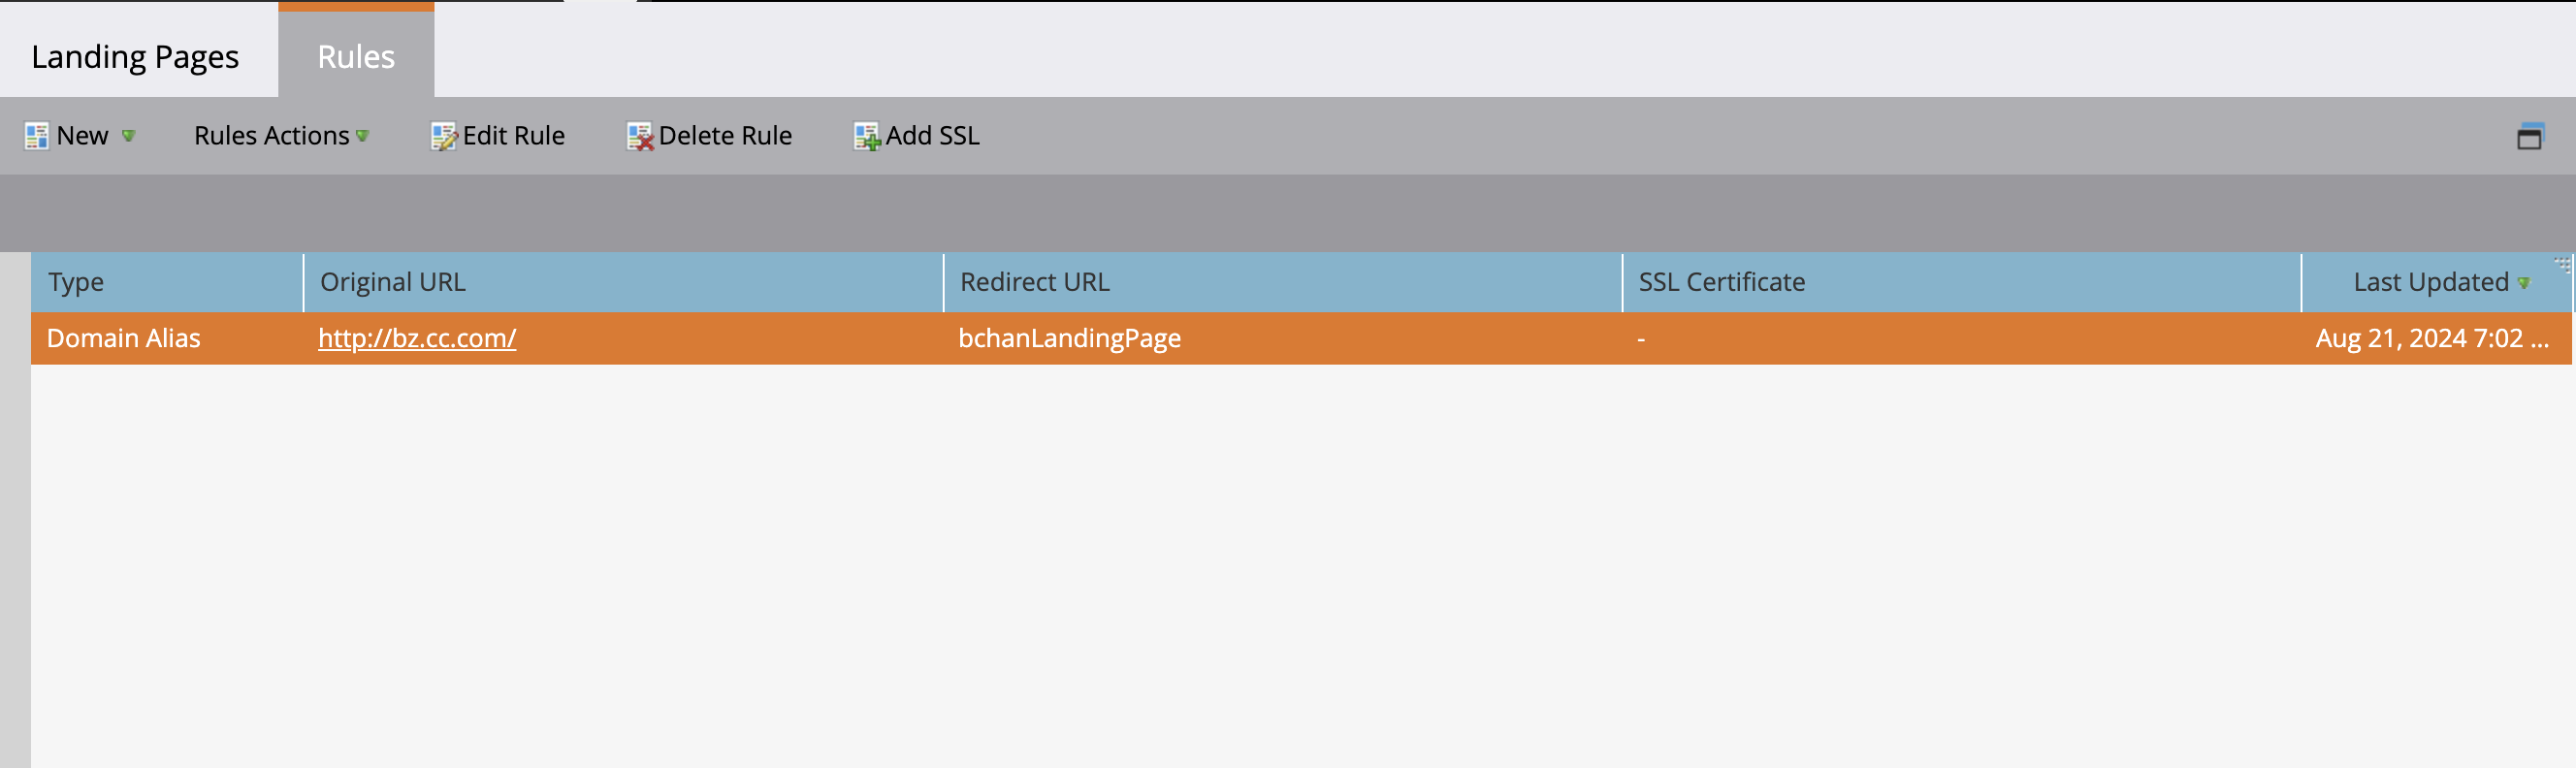 Landing Pages Rules
New Rules Actions Edit Rule Delete Rule Add SSL
Type Original URL Redirect URL SSL Certificate Last Updated
Domain Alias http://bz.cc.com/ bchanLandingPage - Aug 21, 2024 7:02 ...